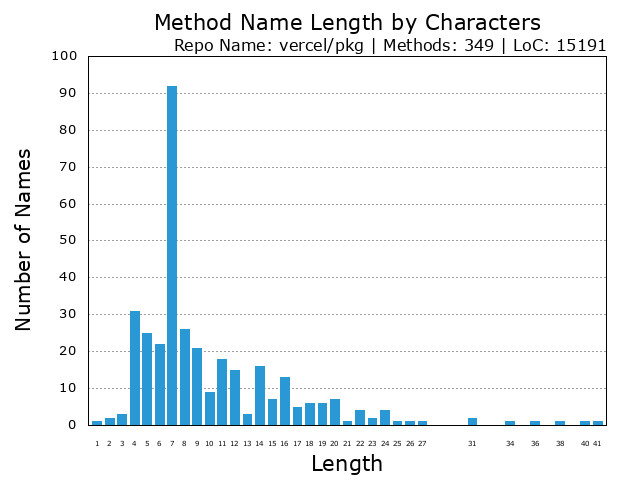 Method Name Length by Characters
Repo Name: vercel/pkg | Methods: 349 | LoC: 15191
100
90
80
70
60
50
40
30
20
10
0
Number of Names
1 2 3 4 5 6 7 8 9 10 11 12 13 14 15 16 17 18 19 20 21 22 23 24 25 26 27 31 34 36 38 40 41
Length